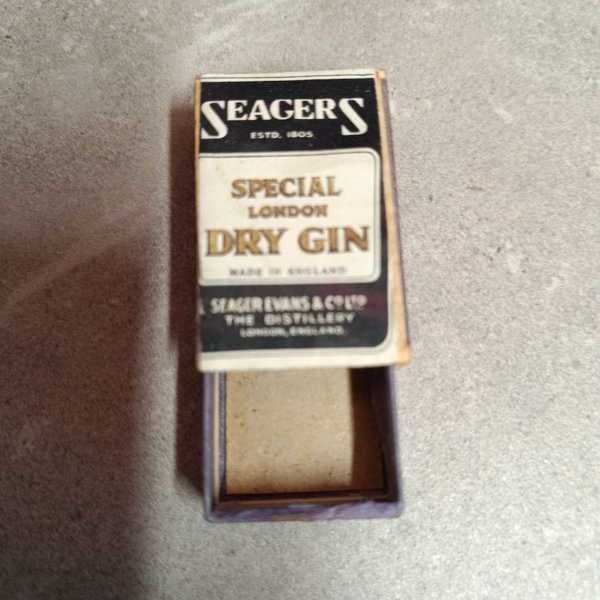 SEAGERS
ESTD. 1805
SPECIAL
LONDON
DRY GIN
MADE IN ENGLAND
SEAGER EVANS & CO LTD
THE DISTILLERY
LONDON, ENGLAND.